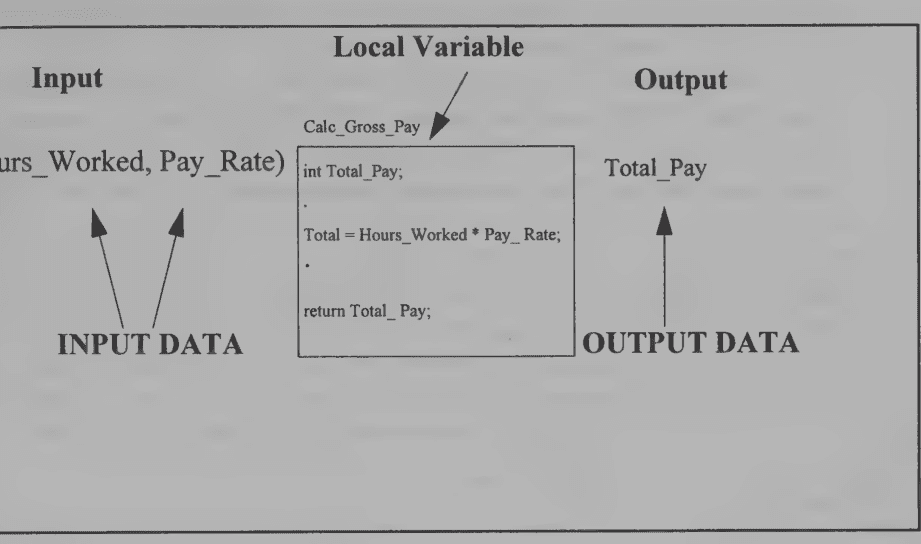 Local Variable
Input
Output
Calc_Gross_Pay
urs_Worked, Pay_Rate)
int Total_Pay;
Total_Pay
.
Total = Hours_Worked * Pay_ Rate;
.
return Total_ Pay;
INPUT DATA
OUTPUT DATA